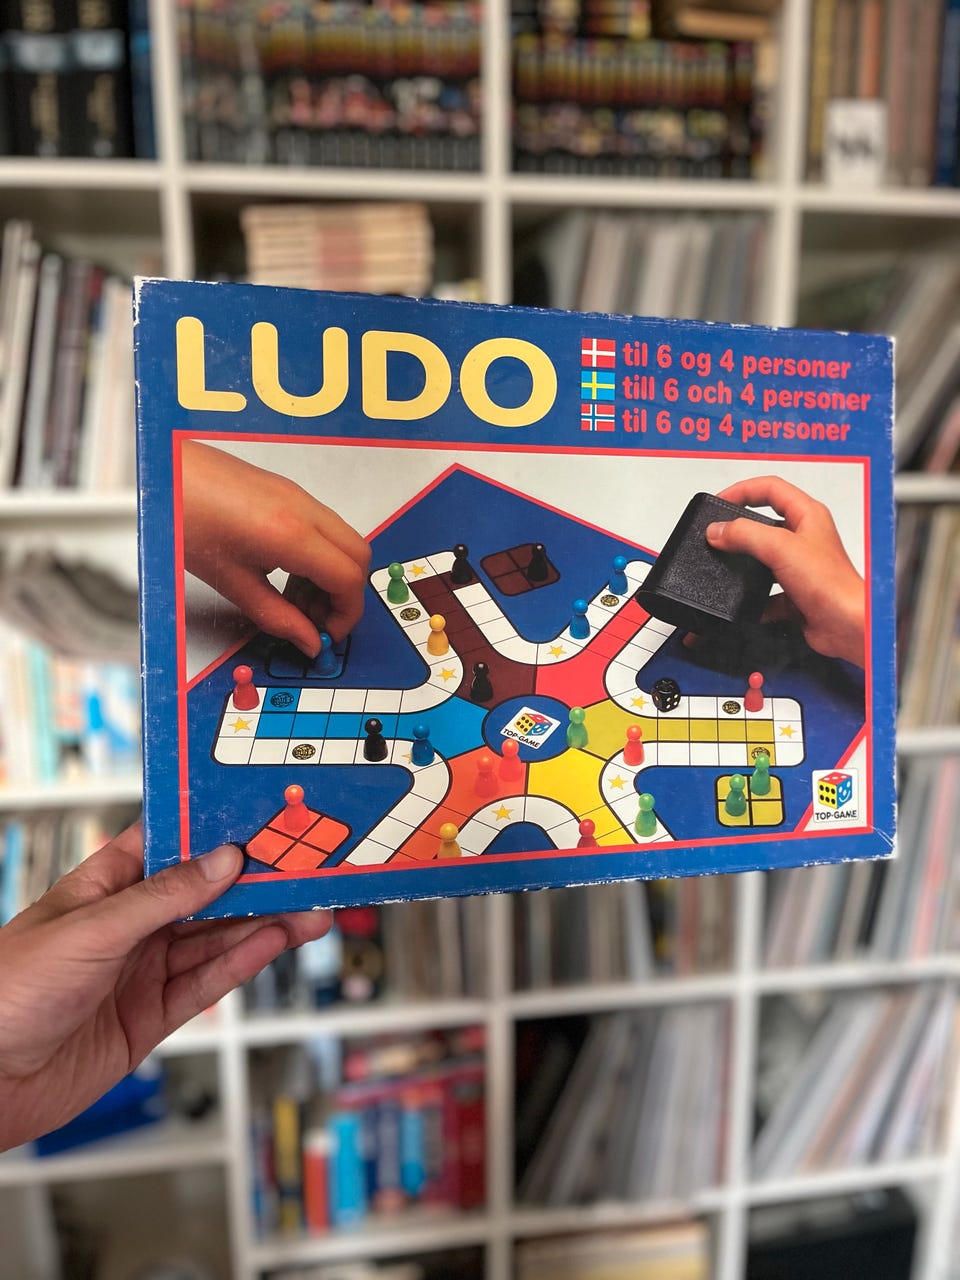 LUDO
til 6 og 4 personer
till 6 och 4 personer
til 6 og 4 personer
TOP-GAME
TOP-GAME